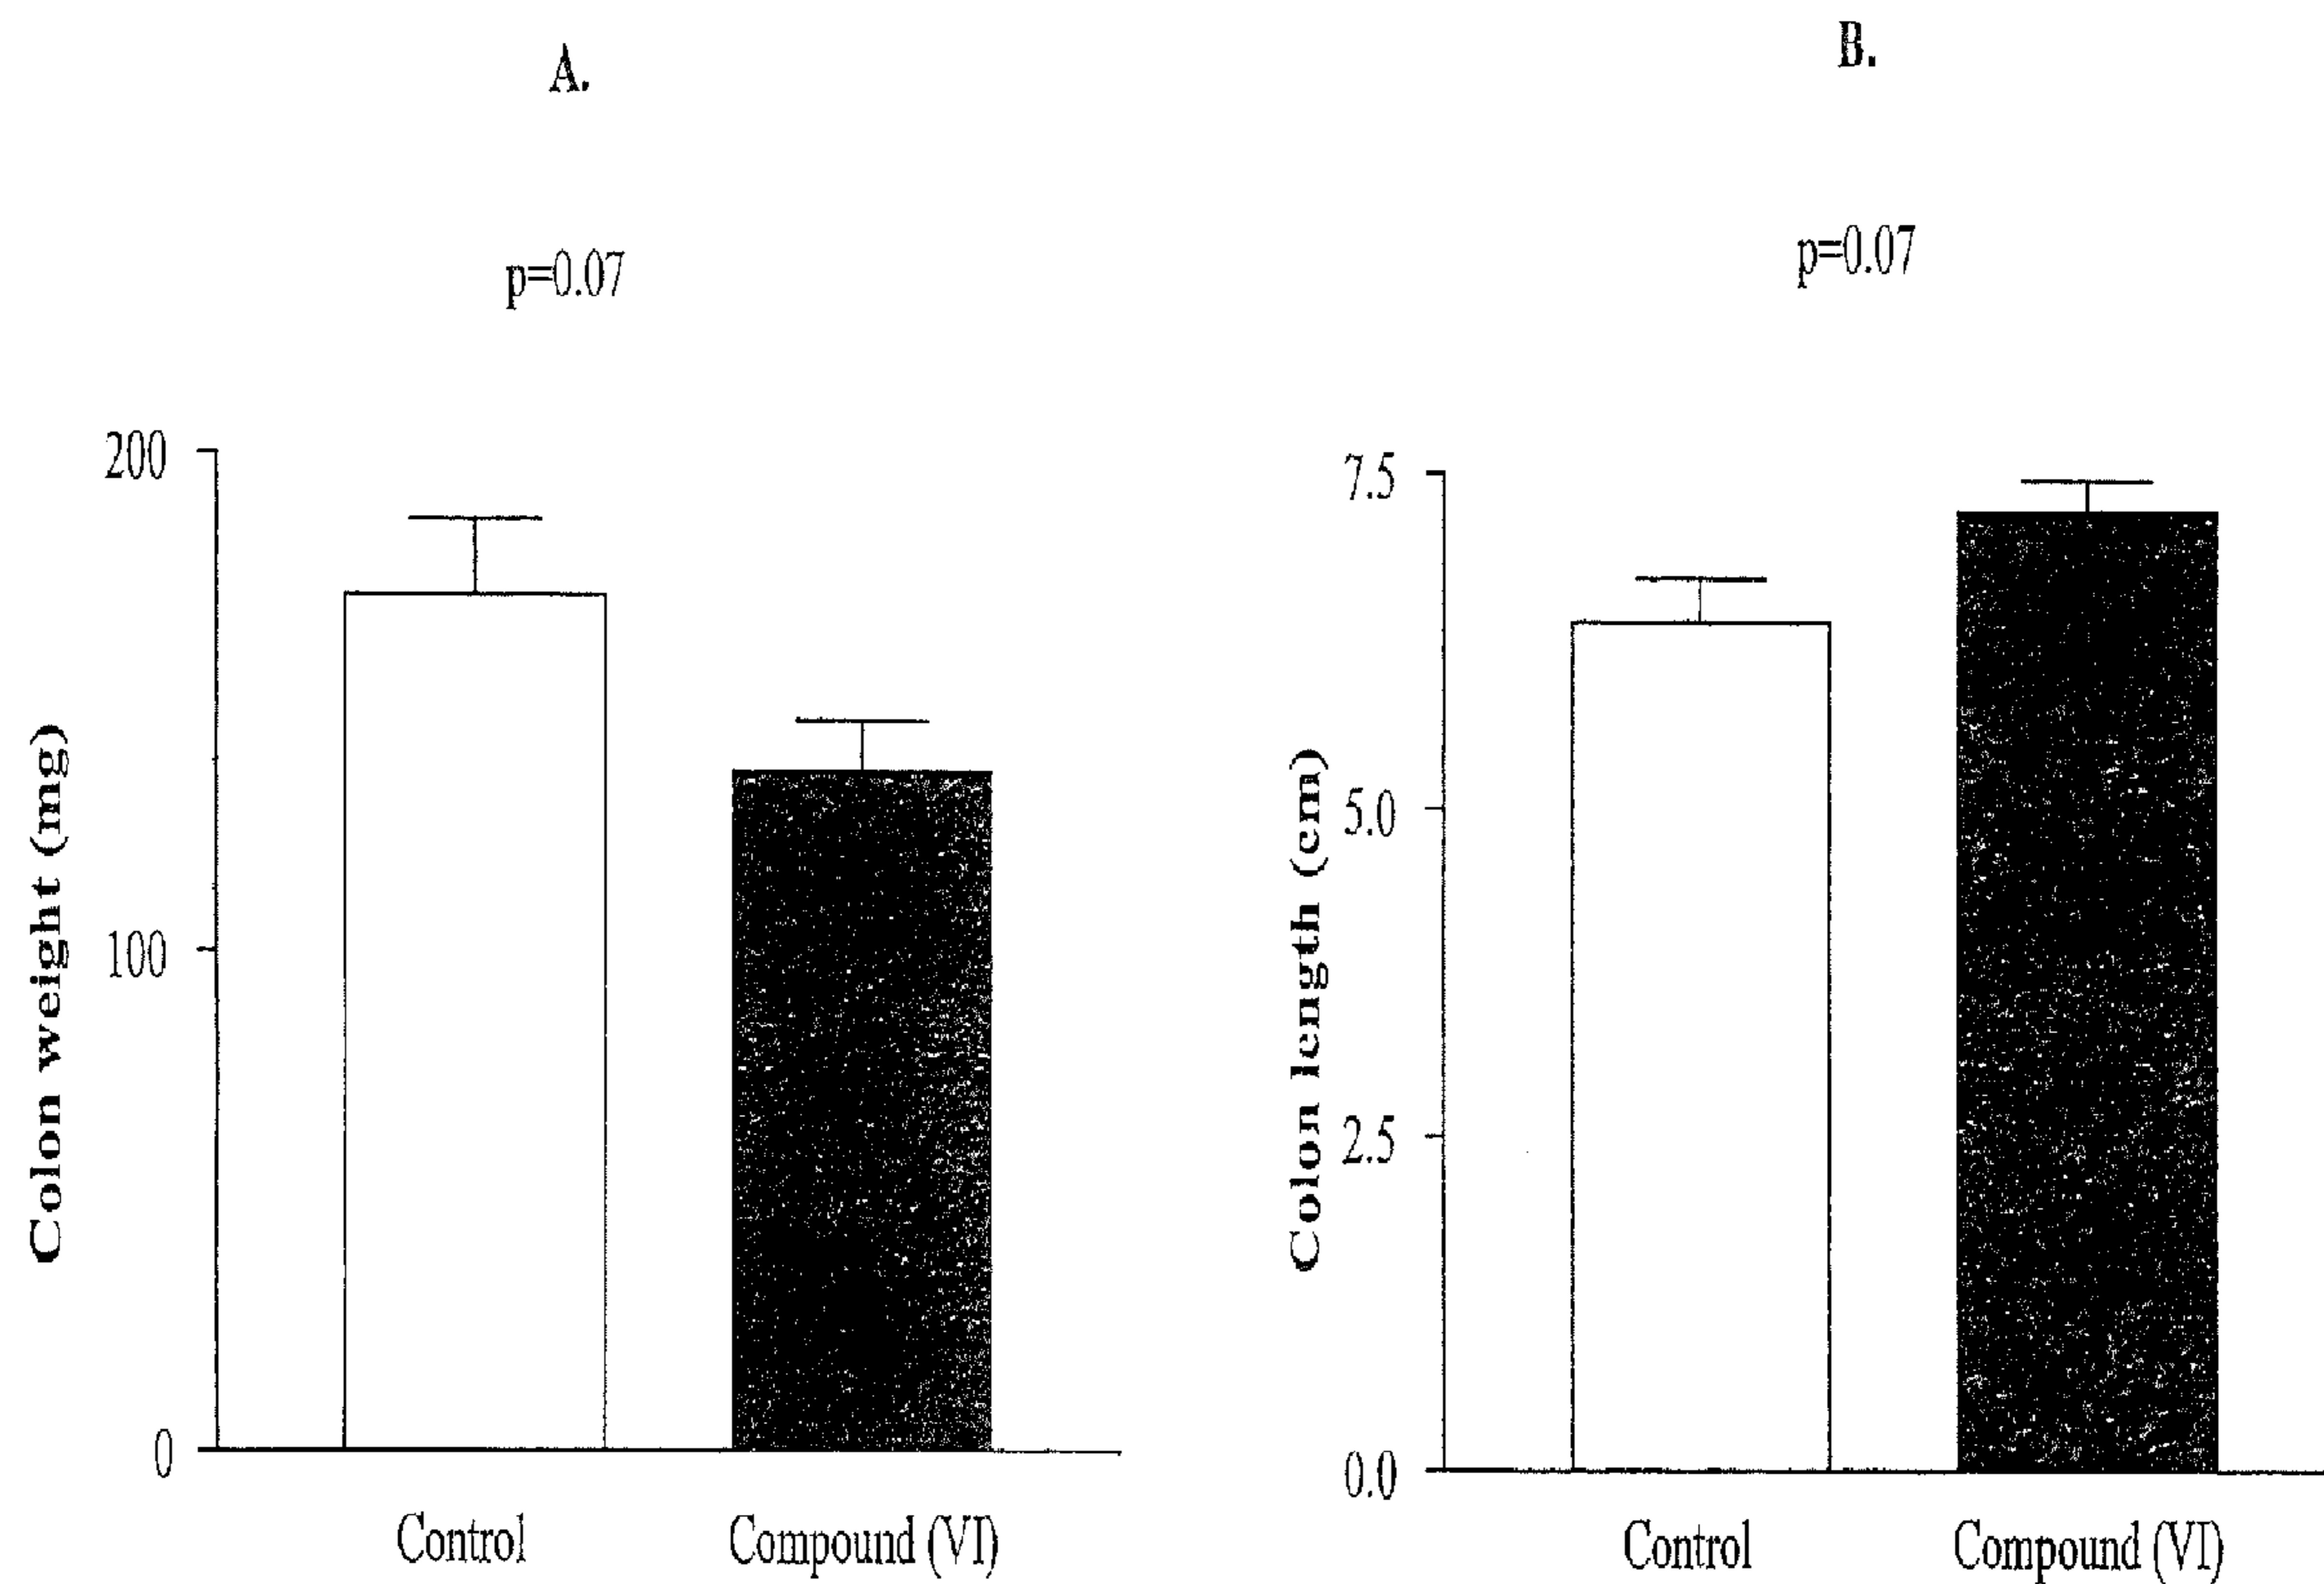 A.
p=0.07
Colon weight (mg)
200
100
0
Control
Compound (VI)
B.
p=0.07
Colon length (cm)
7.5
5.0
2.5
0.0
Control
Compound (VI)